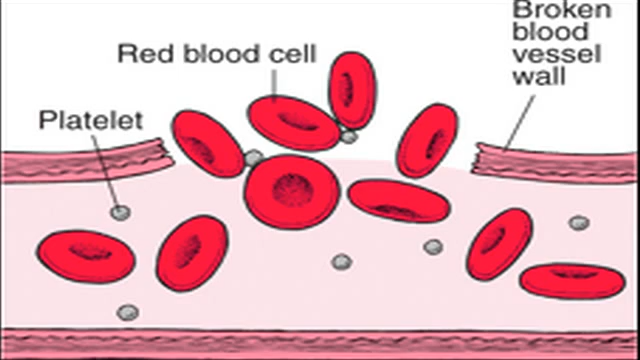 Broken
blood
vessel
wall
Red blood cell
Platelet